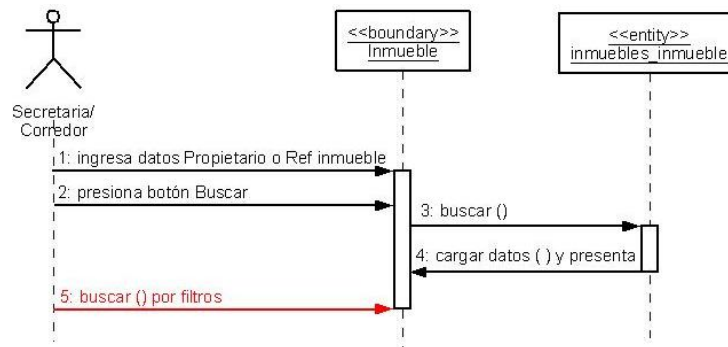 <<boundary>>
Inmueble
<<entity>>
inmuebles_inmueble
Secretaria/
Corredor
1: ingresa datos Propietario o Ref inmueble
2: presiona botón Buscar
3: buscar ()
4: cargar datos ( ) y presenta
5: buscar () por filtros